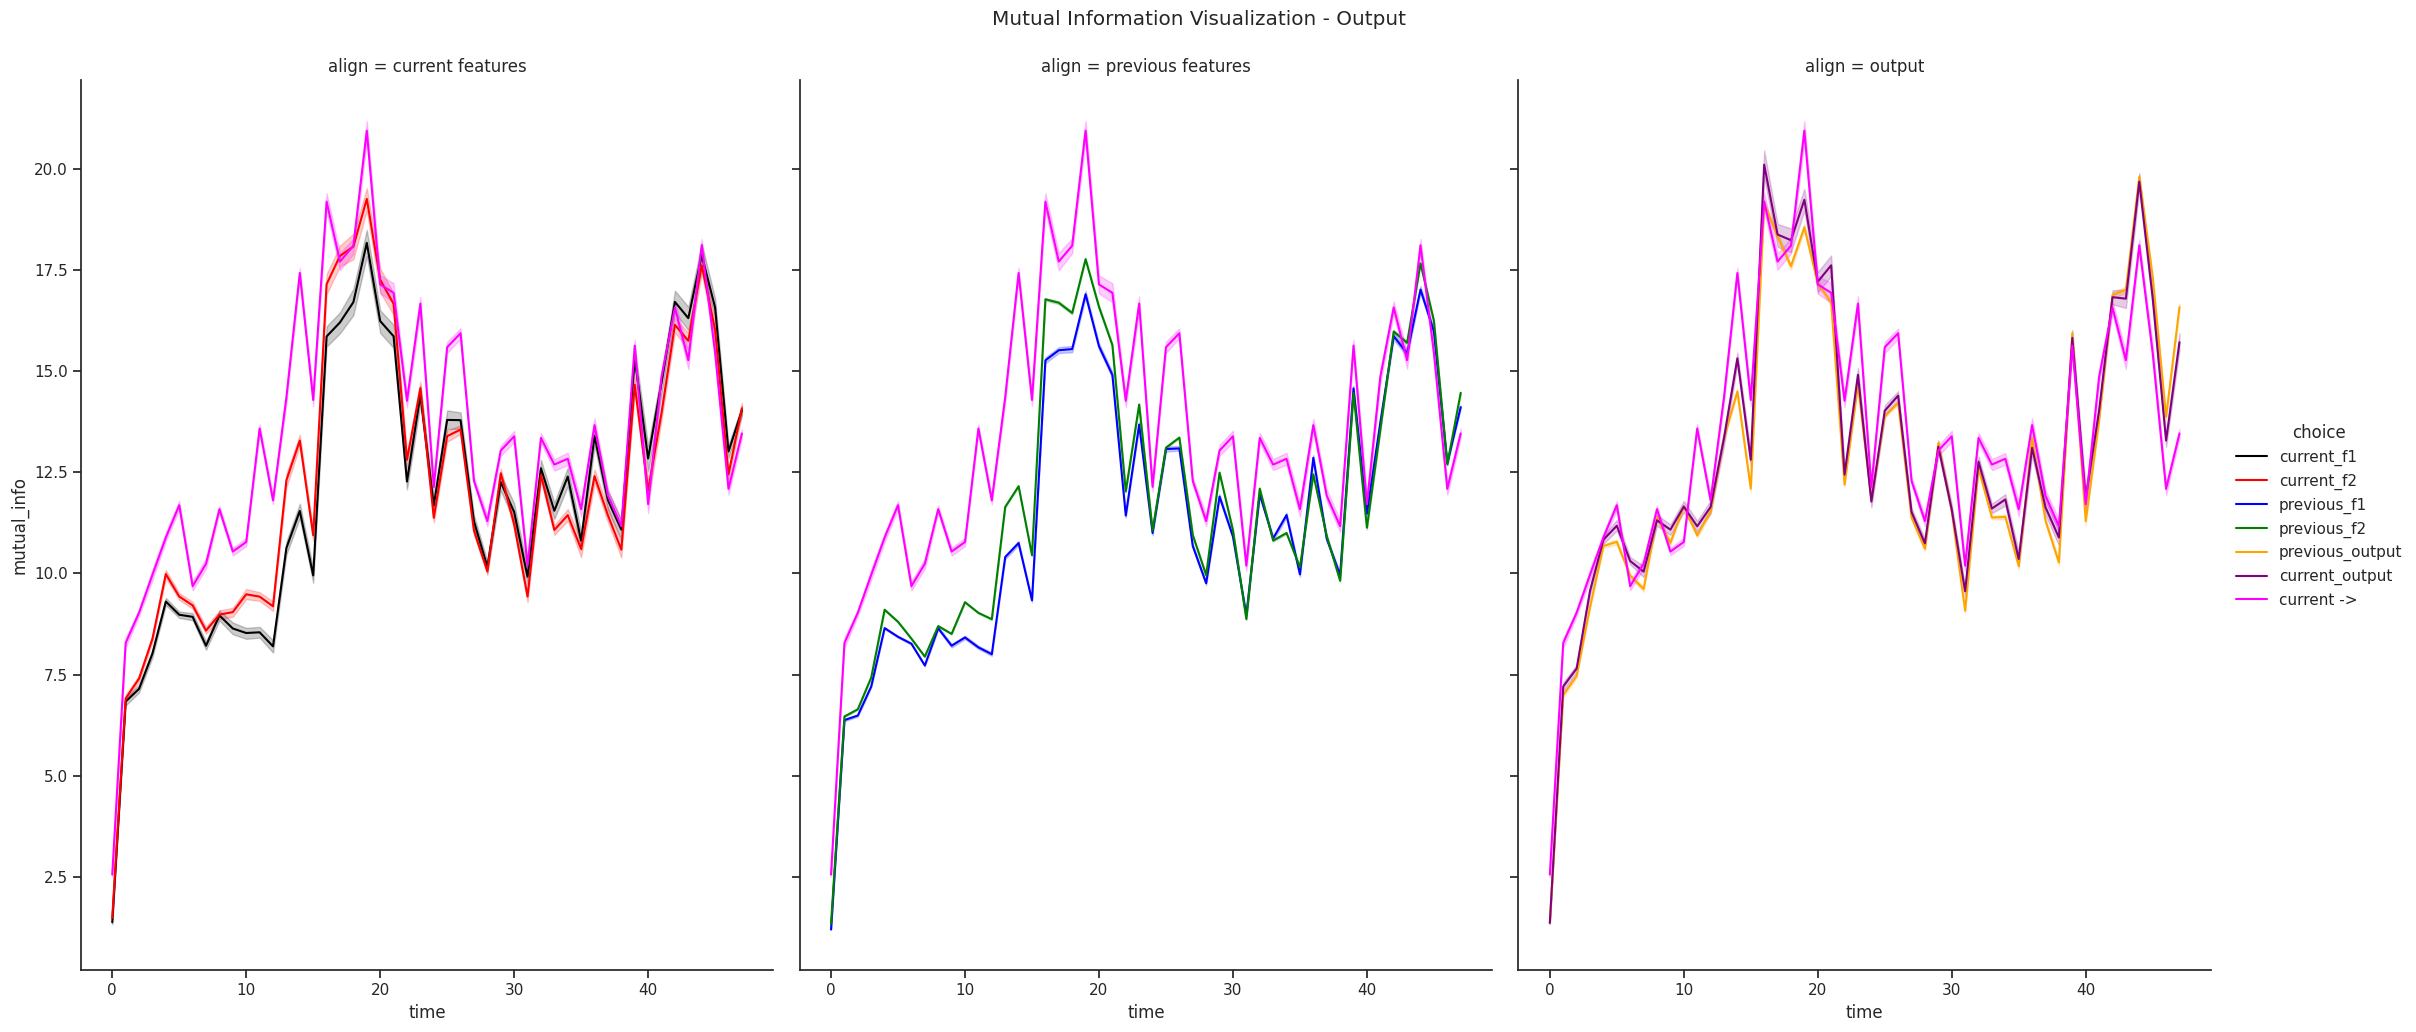 Mutual Information Visualization - Output
align = current features
align = previous features
align = output
mutual_info
20.0
17.5
15.0
12.5
10.0
7.5
5.0
2.5
0 10 20 30 40
time
0 10 20 30 40
time
0 10 20 30 40
time
choice
current_f1
current_f2
previous_f1
previous_f2
previous_output
current_output
current ->